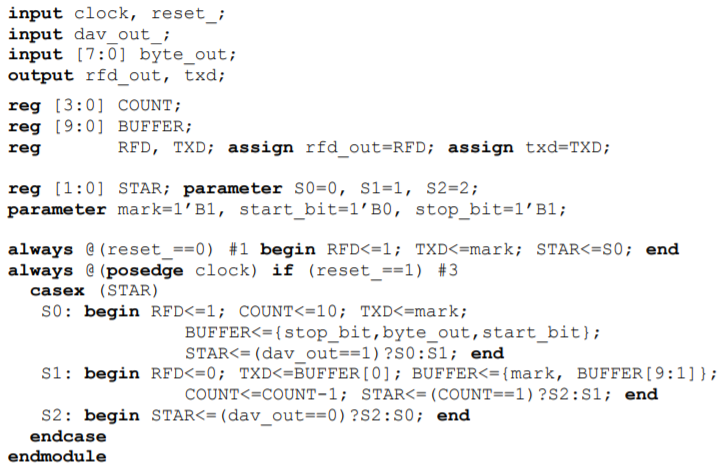 input clock, reset_;
input dav_out_;
input [7:0] byte_out;
output rfd_out, txd;
reg [3:0] COUNT;
reg [9:0] BUFFER;
reg RFD, TXD; assign rfd_out=RFD; assign txd=TXD;
reg [1:0] STAR; parameter S0=0, S1=1, S2=2;
parameter mark=1'B1, start_bit=1'B0, stop_bit=1'B1;
always @(reset_==0) #1 begin RFD<=1; TXD<=mark; STAR<=S0; end
always @(posedge clock) if (reset_==1) #3
casex (STAR)
S0: begin RFD<=1; COUNT<=10; TXD<=mark;
BUFFER<={stop_bit,byte_out,start_bit};
STAR<=(dav_out==1)?S0:S1; end
S1: begin RFD<=0; TXD<=BUFFER[0]; BUFFER<={mark, BUFFER[9:1]};
COUNT<=COUNT-1; STAR<=(COUNT==1)?S2:S1; end
S2: begin STAR<=(dav_out==0)?S2:S0; end
endcase
endmodule